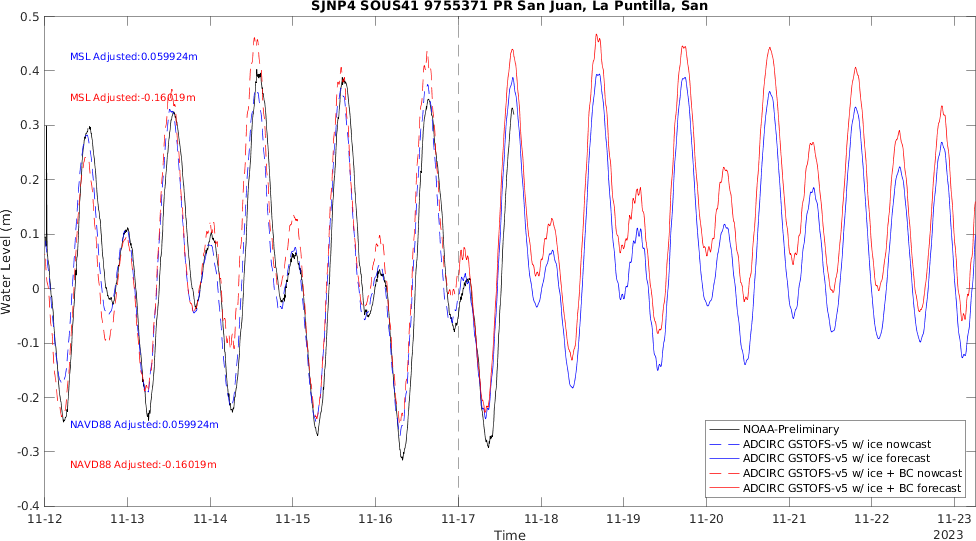 SJNP4 SOUS41 9755371 PR San Juan, La Puntilla, San
Water Level (m)
0.5
0.4
0.3
0.2
0.1
0
-0.1
-0.2
-0.3
-0.4
MSL Adjusted:0.059924m
MSL Adjusted:-0.16019m
NAVD88 Adjusted:0.059924m
NAVD88 Adjusted:-0.16019m
NOAA-Preliminary
ADCIRC GSTOFS-v5 w/ ice nowcast
ADCIRC GSTOFS-v5 w/ ice forecast
ADCIRC GSTOFS-v5 w/ ice + BC nowcast
ADCIRC GSTOFS-v5 w/ ice + BC forecast
11-12 11-13 11-14 11-15 11-16 11-17 11-18 11-19 11-20 11-21 11-22 11-23
Time
2023